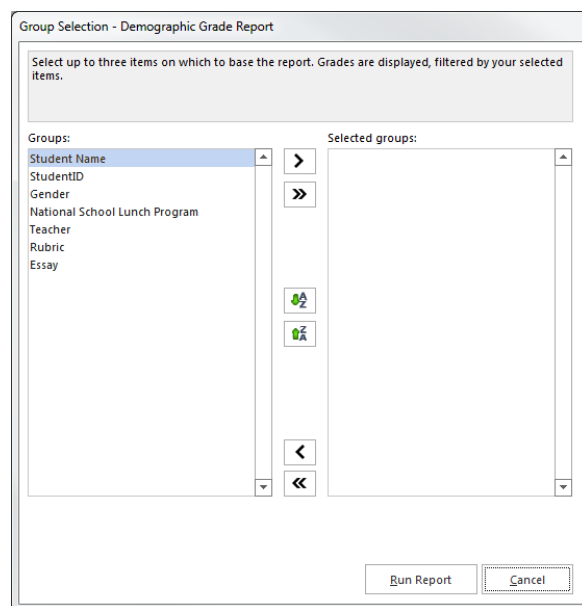 Group Selection - Demographic Grade Report
Select up to three items on which to base the report. Grades are displayed, filtered by your selected
items.
Groups:
Selected groups:
Student Name
StudentID
Gender
National School Lunch Program
Teacher
Rubric
Essay
A
Z
Z
A
Run Report
Cancel